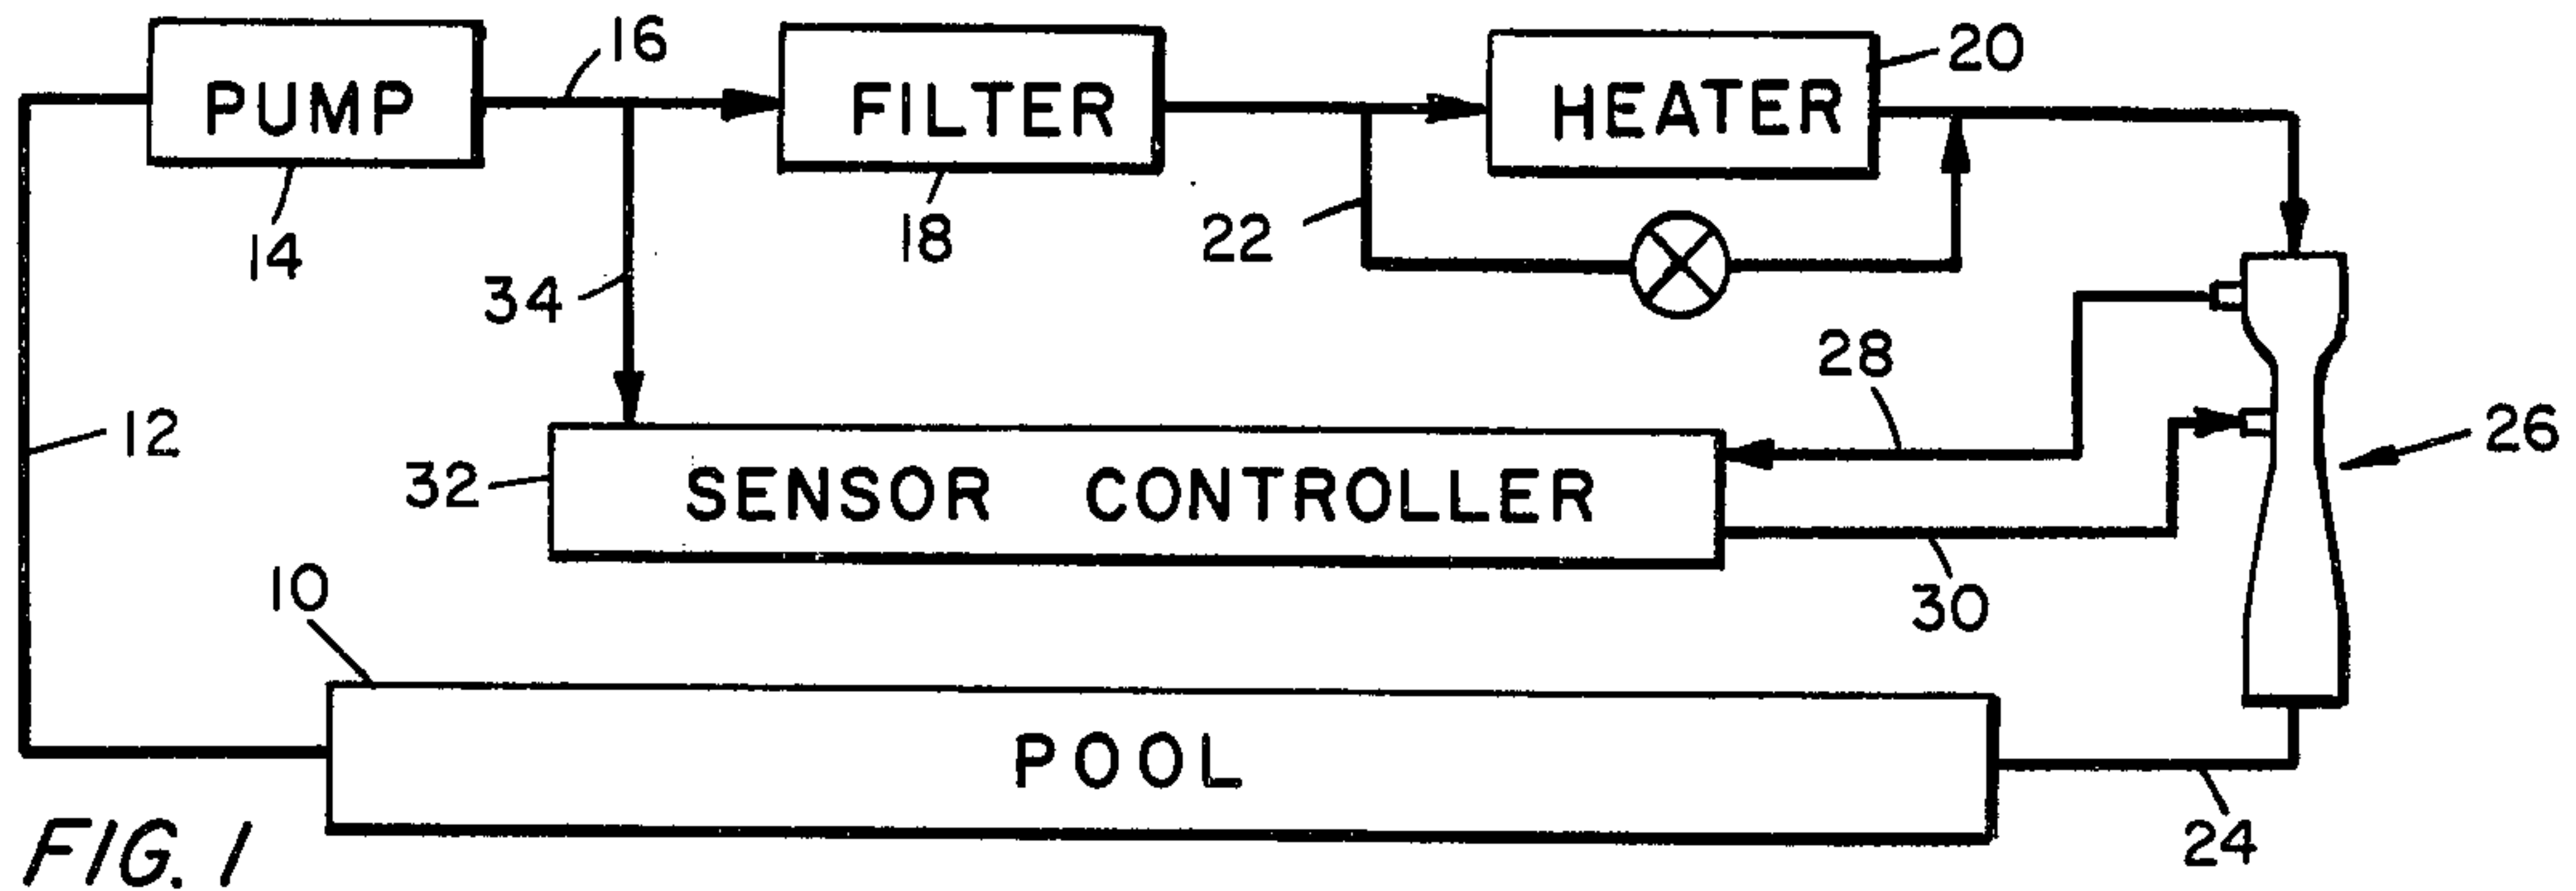 16
20
PUMP
FILTER
HEATER
14
18
22
34
28
12
32
SENSOR CONTROLLER
26
10
30
POOL
24
FIG. 1